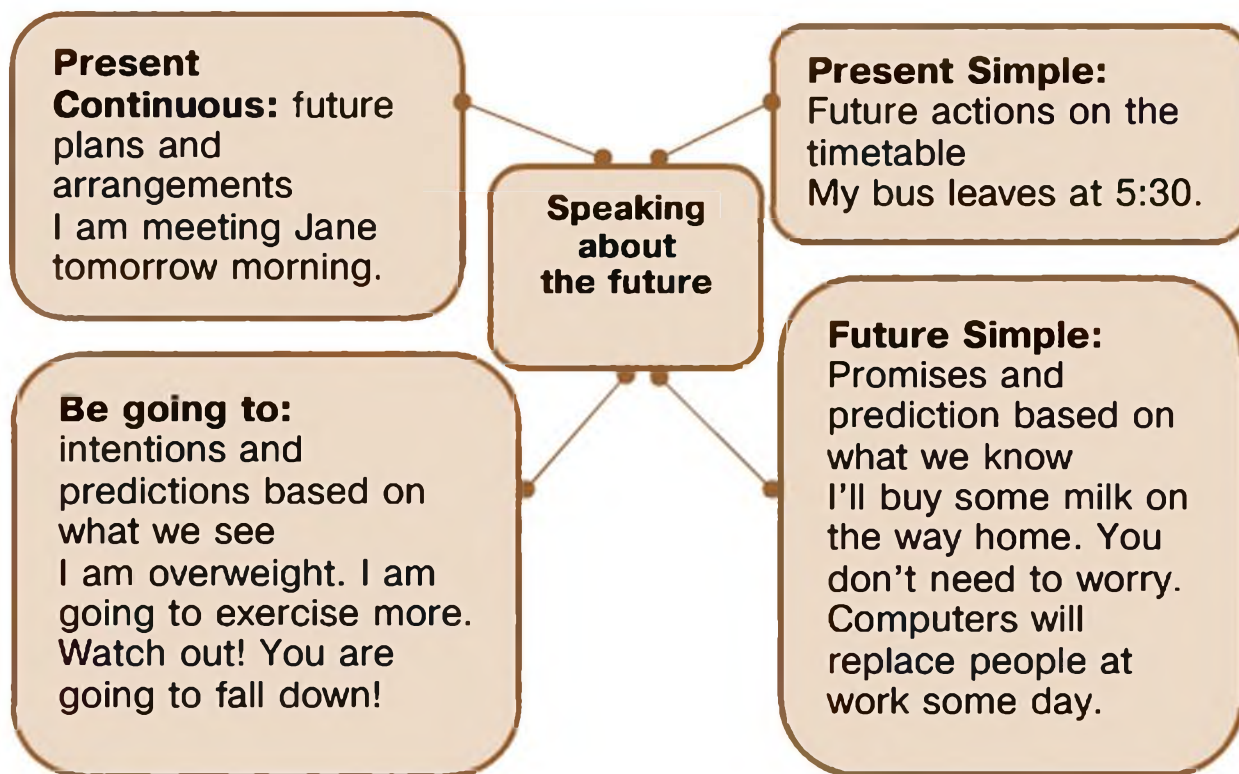 Present
Continuous: future
plans and
arrangements
I am meeting Jane
tomorrow morning.
Present Simple:
Future actions on the
timetable
My bus leaves at 5:30.
Speaking
about
the future
Be going to:
intentions and
predictions based on
what we see
I am overweight. I am
going to exercise more.
Watch out! You are
going to fall down!
Future Simple:
Promises and
prediction based on
what we know
I'll buy some milk on
the way home. You
don't need to worry.
Computers will
replace people at
work some day.